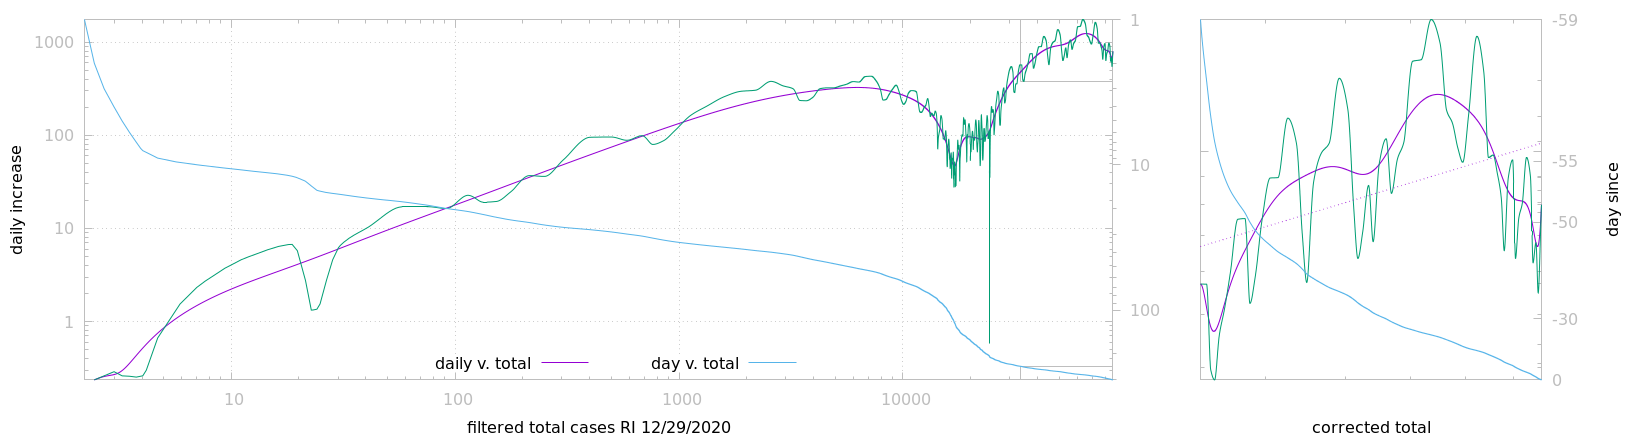 daily increase
1000
100
10
1
1
10
100
10
100
1000
10000
daily v. total
day v. total
filtered total cases RI 12/29/2020
-59
-55
-50
-30
0
day since
corrected total